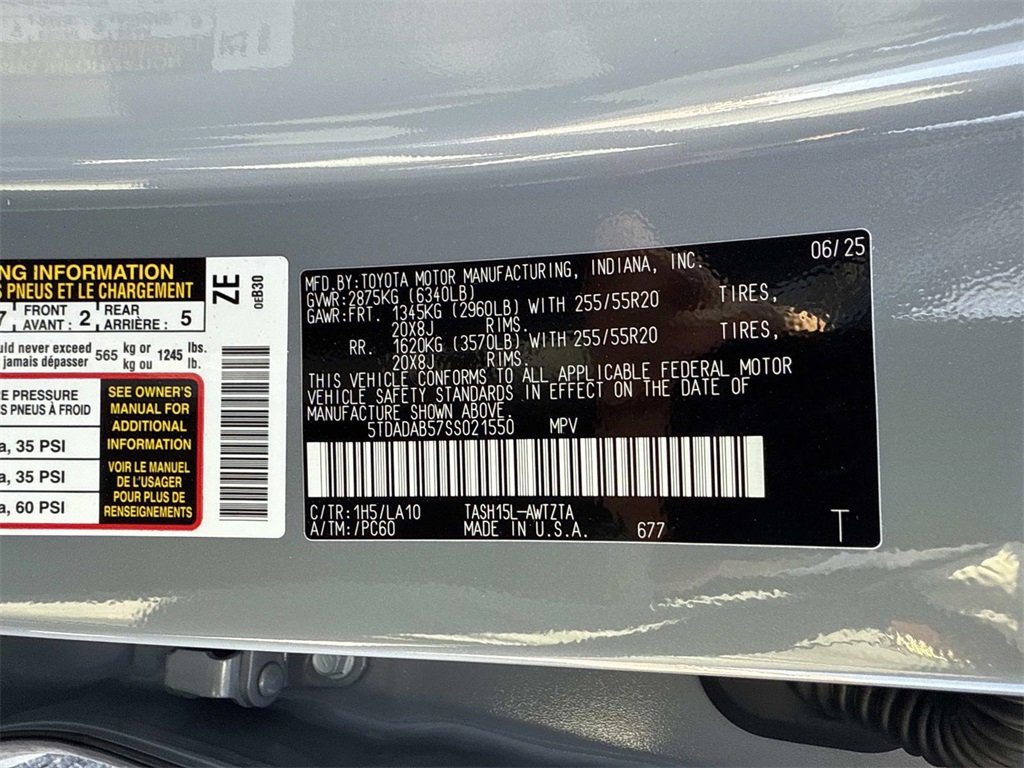 NG INFORMATION
S PNEUS ET LE CHARGEMENT
7 FRONT AVANT : 2 REAR ARRIÈRE : 5
uld never exceed 565 kg or 1245 lbs.
jamais dépasser kg ou lb.
RE PRESSURE
S PNEUS À FROID
a, 35 PSI
a, 35 PSI
a, 60 PSI
SEE OWNER'S
MANUAL FOR
ADDITIONAL
INFORMATION
VOIR LE MANUEL
DE L'USAGER
POUR PLUS DE
RENSEIGNEMENTS
ZE
0EB30
06/25
MFD.BY:TOYOTA MOTOR MANUFACTURING, INDIANA, INC.
GVWR:2875KG (6340LB)
GAWR:FRT. 1345KG (2960LB) WITH 255/55R20 TIRES,
20X8J RIMS.
RR. 1620KG (3570LB) WITH 255/55R20 TIRES,
20X8J RIMS.
THIS VEHICLE CONFORMS TO ALL APPLICABLE FEDERAL MOTOR
VEHICLE SAFETY STANDARDS IN EFFECT ON THE DATE OF
MANUFACTURE SHOWN ABOVE.
5TDADAB57SS021550 MPV
C/TR:1H5/LA10 TASH15L-AWTZTA
A/TM:/PC60 MADE IN U.S.A. 677 T